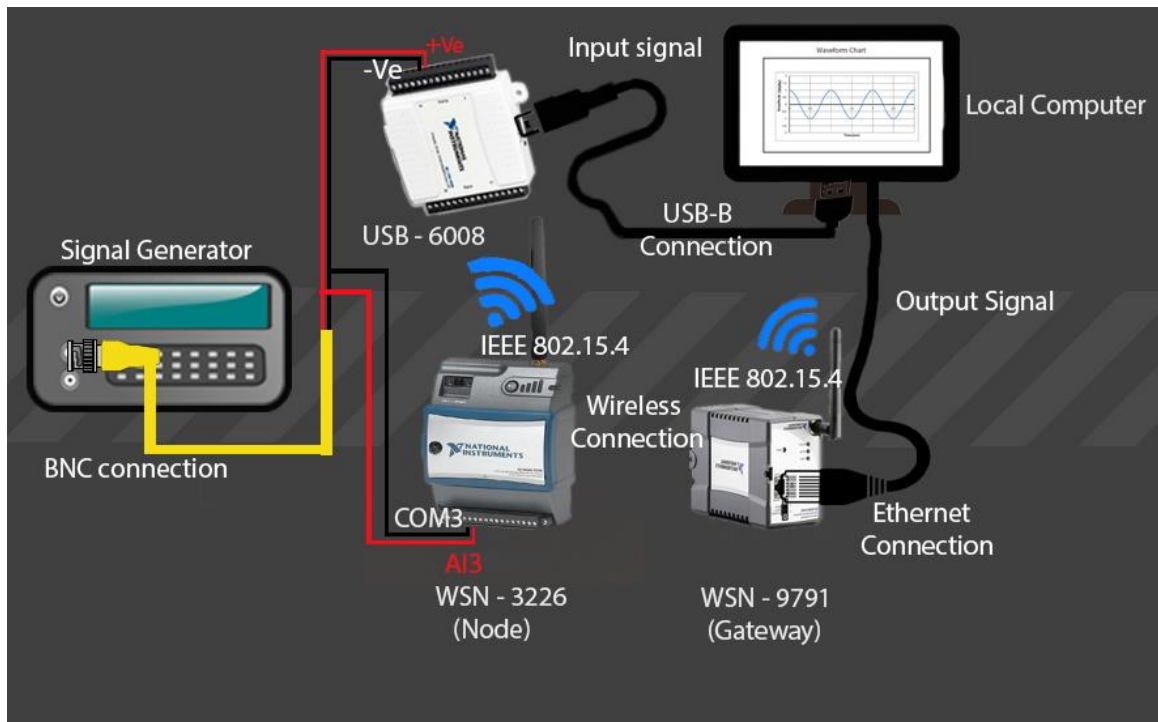 +Ve
-Ve
Input signal
Waveform Chart
Local Computer
NATIONAL
INSTRUMENTS
USB-B
Connection
USB - 6008
Signal Generator
Output Signal
IEEE 802.15.4
IEEE 802.15.4
Wireless
Connection
NATIONAL
INSTRUMENTS
BNC connection
COM3
Ethernet
Connection
AI3
WSN - 3226
(Node)
WSN - 9791
(Gateway)